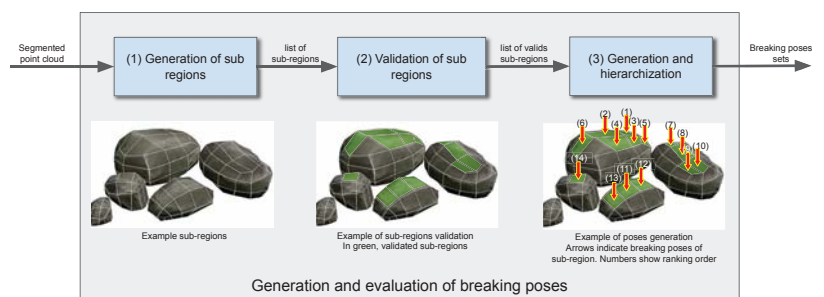 Segmented
point cloud
(1) Generation of sub
regions
list of
sub-regions
(2) Validation of sub
regions
list of valids
sub-regions
(3) Generation and
hierarchization
Breaking poses
sets
(6)
(2)
(1)
(4)
(3)
(5)
(7)
(8)
(10)
(14)
(11)
(12)
(13)
Example sub-regions
Example of sub-regions validation
In green, validated sub-regions
Example of poses generation
Arrows indicate breaking poses of
sub-region. Numbers show ranking order
Generation and evaluation of breaking poses